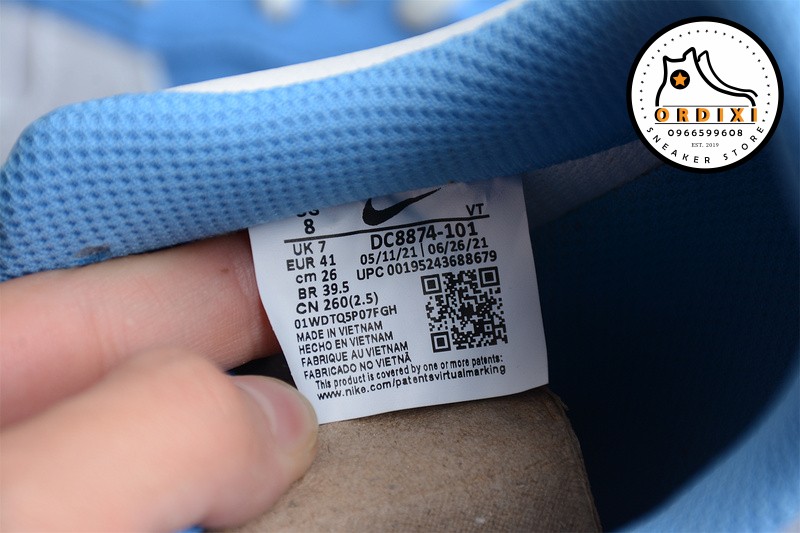 ORDIXI
0966599608
EST. 2019
SNEAKER STORE
8
VT
UK 7
DC8874-101
EUR 41
05/11/21 | 06/26/21
cm 26
UPC 00195243688679
BR 39.5
CN 260(2.5)
01WDTQ5P07FGH
MADE IN VIETNAM
HECHO EN VIETNAM
FABRIQUE AU VIETNAM
FABRICADO NO VIETNÃ
This product is covered by one or more patents:
www.nike.com/patentsvirtualmarking